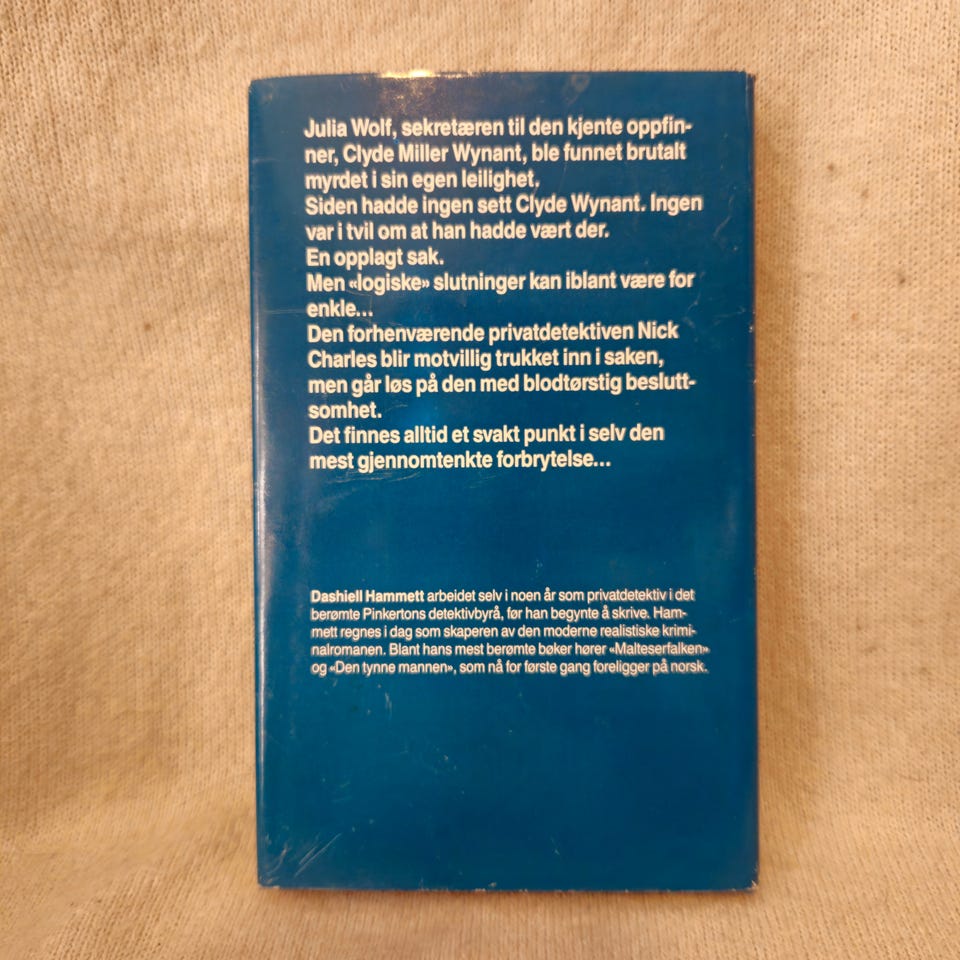 Julia Wolf, sekretæren til den kjente oppfin-
ner, Clyde Miller Wynant, ble funnet brutalt
myrdet i sin egen leilighet.
Siden hadde ingen sett Clyde Wynant. Ingen
var i tvil om at han hadde vært der.
En opplagt sak.
Men «logiske» slutninger kan iblant være for
enkle...
Den forhenværende privatdetektiven Nick
Charles blir motvillig trukket inn i saken,
men går løs på den med blodtørstig beslutt-
somhet.
Det finnes alltid et svakt punkt i selv den
mest gjennomtenkte forbrytelse...
Dashiell Hammett arbeidet selv i noen år som privatdetektiv i det
berømte Pinkertons detektivbyrå, før han begynte å skrive. Ham-
mett regnes i dag som skaperen av den moderne realistiske krimi-
nalromanen. Blant hans mest berømte bøker hører «Malteserfalken»
og «Den tynne mannen», som nå for første gang foreligger på norsk.